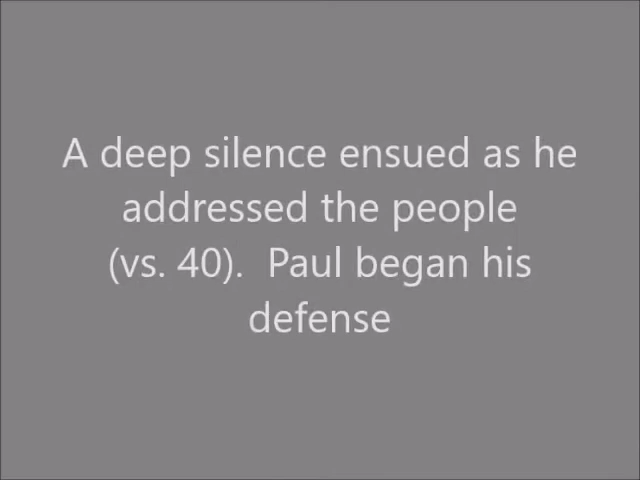 A deep silence ensued as he
addressed the people
(vs. 40).  Paul began his
defense